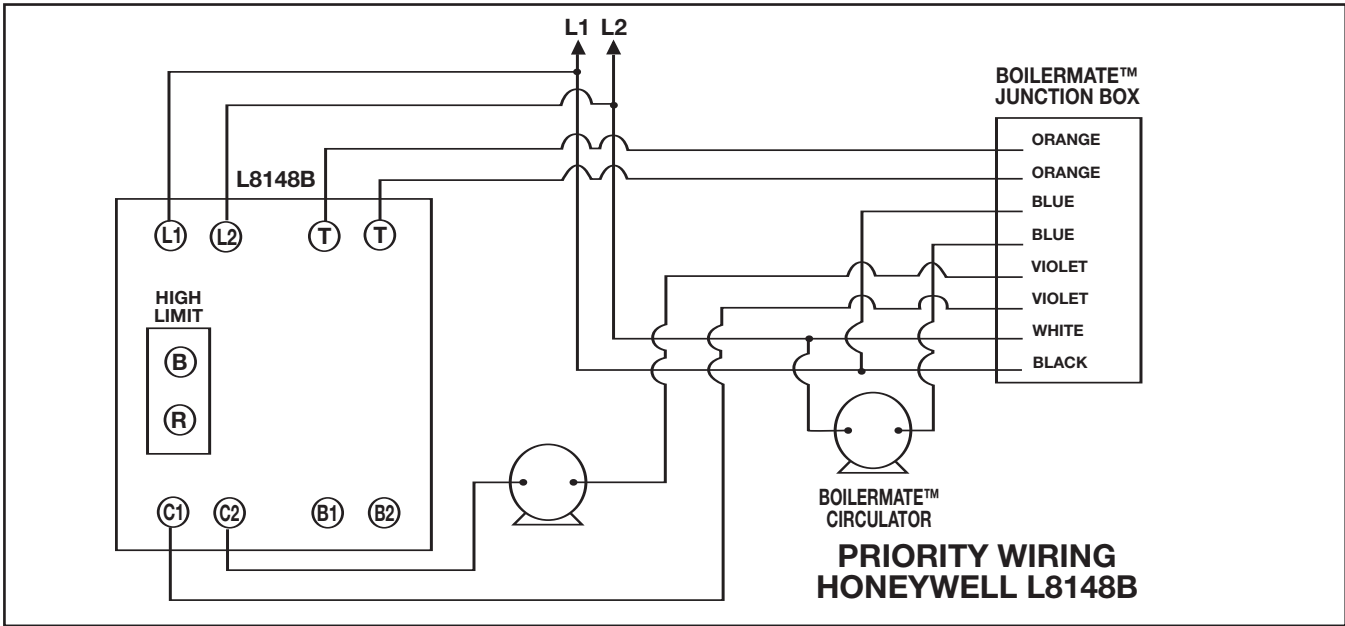 L1 L2
BOILERMATE™
JUNCTION BOX
ORANGE
ORANGE
BLUE
BLUE
VIOLET
VIOLET
WHITE
BLACK
L8148B
L1 L2 T T
HIGH
LIMIT
B
R
C1 C2 B1 B2
BOILERMATE™
CIRCULATOR
PRIORITY WIRING
HONEYWELL L8148B